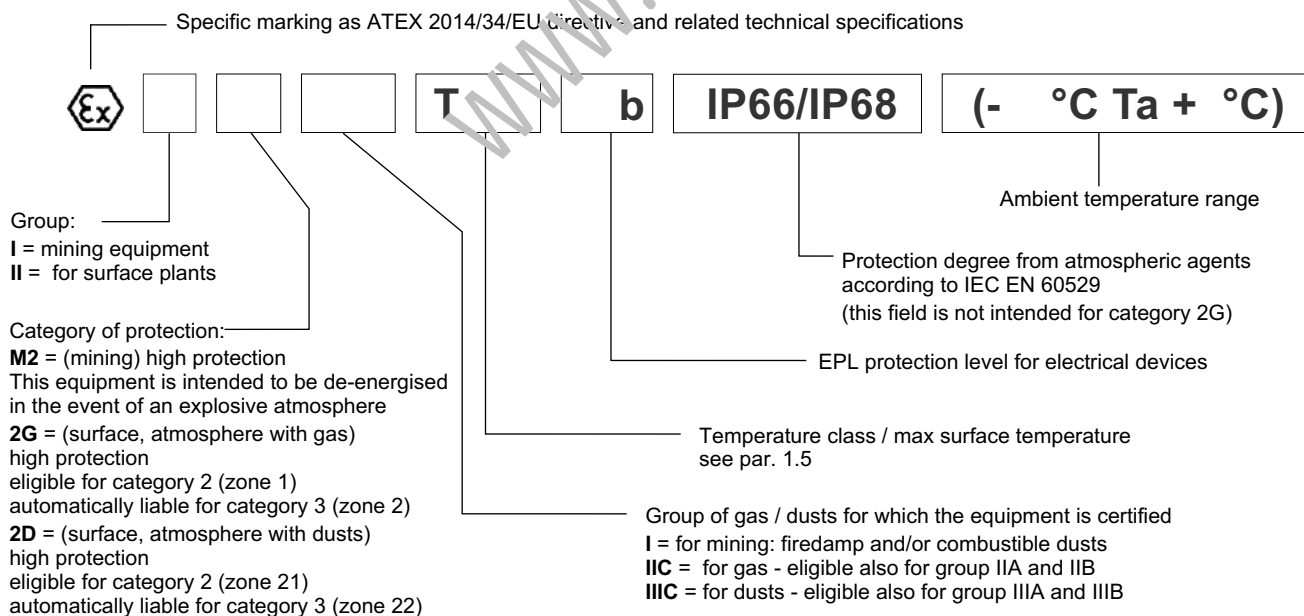 Specific marking as ATEX 2014/34/EU directive and related technical specifications
Ex T b IP66/IP68 (- °C Ta + °C)
Ambient temperature range
Group:
I = mining equipment
II = for surface plants
Protection degree from atmospheric agents
according to IEC EN 60529
(this field is not intended for category 2G)
Category of protection:
M2 = (mining) high protection
This equipment is intended to be de-energised
in the event of an explosive atmosphere
2G = (surface, atmosphere with gas)
high protection
eligible for category 2 (zone 1)
automatically liable for category 3 (zone 2)
2D = (surface, atmosphere with dusts)
high protection
eligible for category 2 (zone 21)
automatically liable for category 3 (zone 22)
EPL protection level for electrical devices
Temperature class / max surface temperature
see par. 1.5
Group of gas / dusts for which the equipment is certified
I = for mining: firedamp and/or combustible dusts
IIC = for gas - eligible also for group IIA and IIB
IIIC = for dusts - eligible also for group IIIA and IIIB
www.